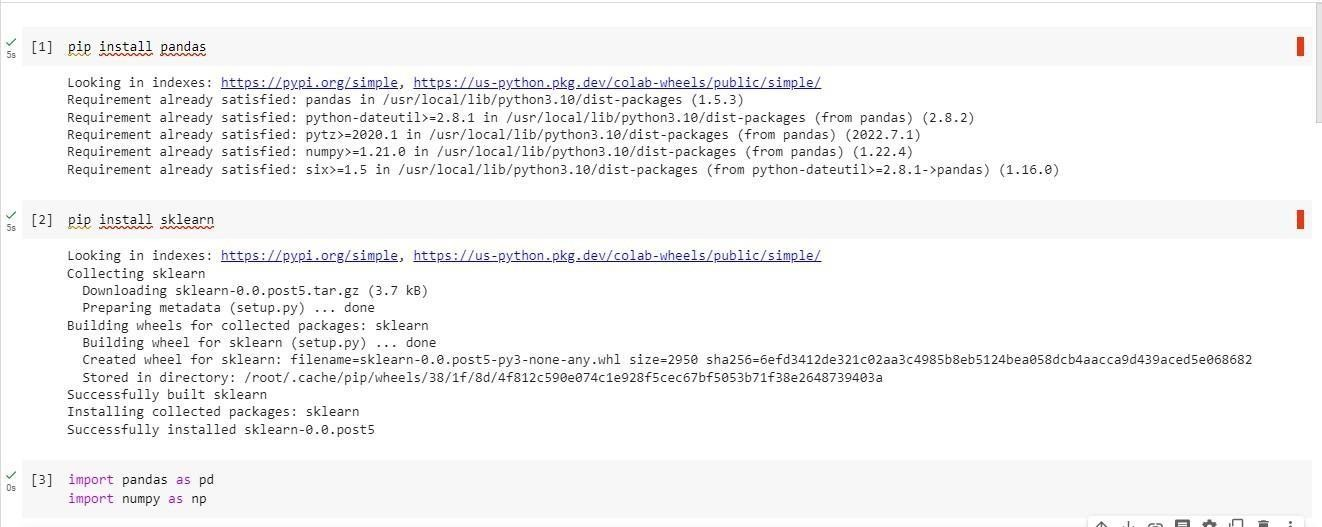 [1] pip install pandas
5s
Looking in indexes: https://pypi.org/simple, https://us-python.pkg.dev/colab-wheels/public/simple/
Requirement already satisfied: pandas in /usr/local/lib/python3.10/dist-packages (1.5.3)
Requirement already satisfied: python-dateutil>=2.8.1 in /usr/local/lib/python3.10/dist-packages (from pandas) (2.8.2)
Requirement already satisfied: pytz>=2020.1 in /usr/local/lib/python3.10/dist-packages (from pandas) (2022.7.1)
Requirement already satisfied: numpy>=1.21.0 in /usr/local/lib/python3.10/dist-packages (from pandas) (1.22.4)
Requirement already satisfied: six>=1.5 in /usr/local/lib/python3.10/dist-packages (from python-dateutil>=2.8.1->pandas) (1.16.0)
[2] pip install sklearn
5s
Looking in indexes: https://pypi.org/simple, https://us-python.pkg.dev/colab-wheels/public/simple/
Collecting sklearn
Downloading sklearn-0.0.post5.tar.gz (3.7 kB)
Preparing metadata (setup.py) ... done
Building wheels for collected packages: sklearn
Building wheel for sklearn (setup.py) ... done
Created wheel for sklearn: filename=sklearn-0.0.post5-py3-none-any.whl size=2950 sha256=6efd3412de321c02aa3c4985b8eb5124bea058dcb4aacca9d439aced5e068682
Stored in directory: /root/.cache/pip/wheels/38/1f/8d/4f812c590e074c1e928f5cec67bf5053b71f38e2648739403a
Successfully built sklearn
Installing collected packages: sklearn
Successfully installed sklearn-0.0.post5
[3] import pandas as pd
0s
import numpy as np